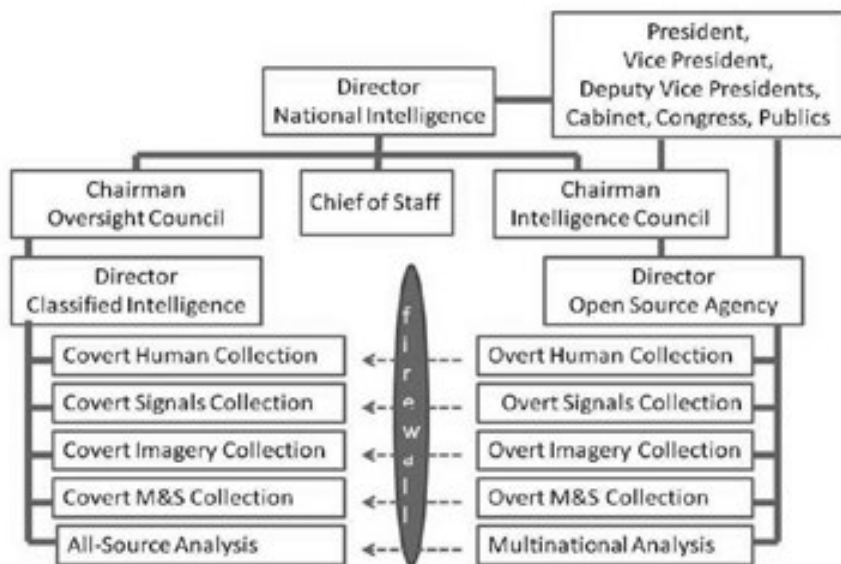 President,
Vice President,
Deputy Vice Presidents,
Cabinet, Congress, Publics
Director
National Intelligence
Chairman
Oversight Council
Chief of Staff
Chairman
Intelligence Council
Director
Classified Intelligence
Director
Open Source Agency
firewall
Covert Human Collection
Overt Human Collection
Covert Signals Collection
Overt Signals Collection
Covert Imagery Collection
Overt Imagery Collection
Covert M&S Collection
Overt M&S Collection
All-Source Analysis
Multinational Analysis